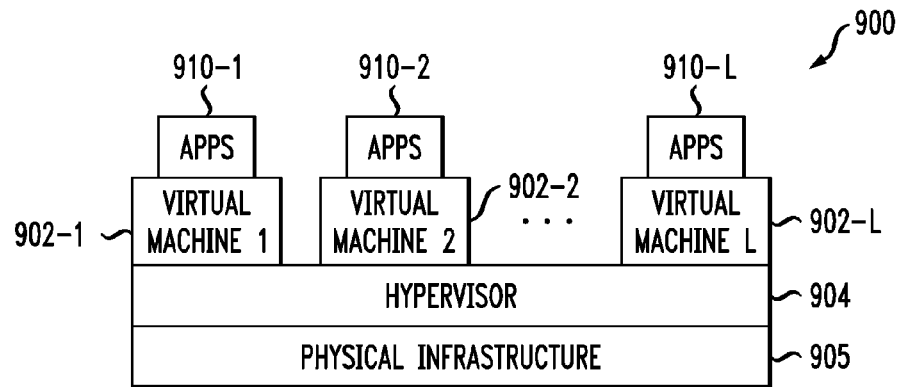 900
910-1
910-2
910-L
APPS
APPS
APPS
902-1
VIRTUAL
MACHINE 1
VIRTUAL
MACHINE 2
902-2
...
VIRTUAL
MACHINE L
902-L
HYPERVISOR
904
PHYSICAL INFRASTRUCTURE
905